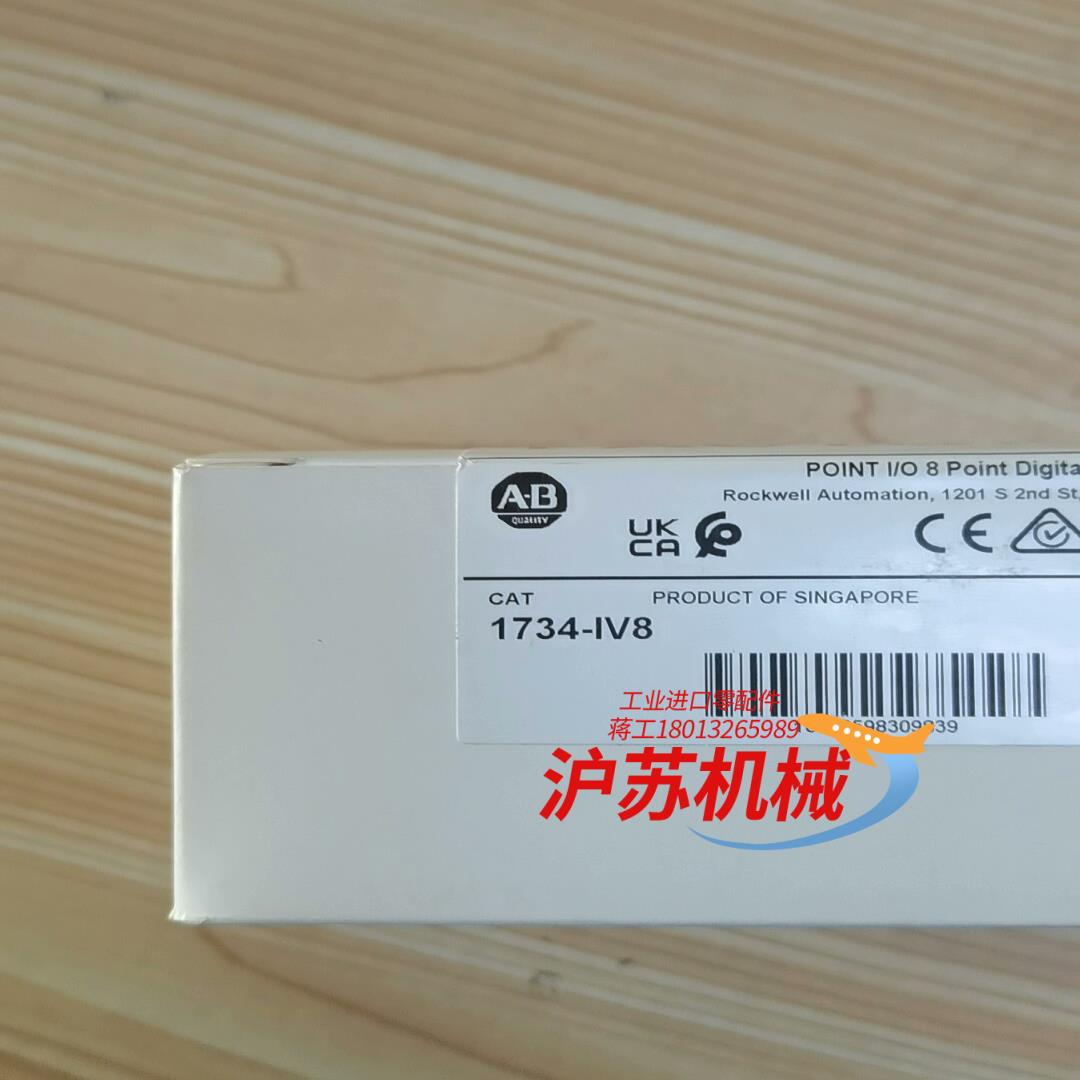 A-B
QUALITY
POINT I/O 8 Point Digita
Rockwell Automation, 1201 S 2nd St,
UK
CA
CE
CAT
PRODUCT OF SINGAPORE
1734-IV8
工业进口零配件
蒋工18013265989
598309839
沪苏机械